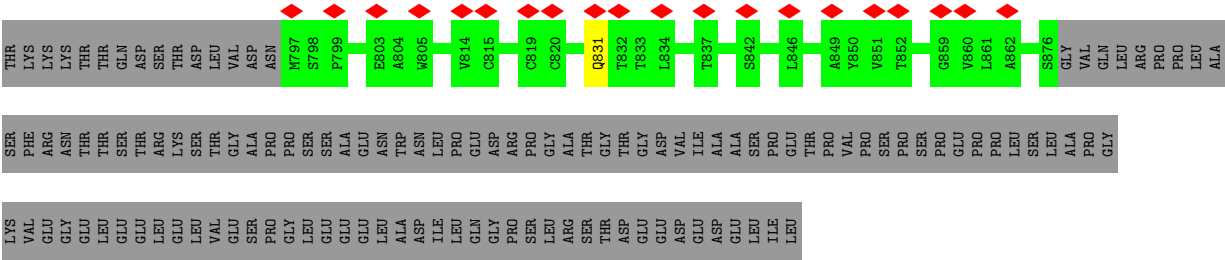 THR LYS LYS LYS THR THR GLN ASP SER THR ASP LEU VAL ASP ASN M797 S798 P799 E803 A804 W805 V814 C815 C819 C820 Q831 T832 T833 L834 T837 S842 L846 A849 Y850 V851 T852 G859 V860 L861 A862 S876 GLY VAL GLN LEU ARG PRO PRO LEU ALA
SER PHE ARG ASN THR THR SER THR ARG LYS SER THR GLY ALA PRO PRO SER SER ALA GLU ASN TRP ASN LEU PRO GLU ASP ARG PRO GLY ALA THR GLY THR GLY ASP VAL ILE ALA ALA SER PRO GLU THR PRO VAL PRO SER PRO SER PRO GLU PRO PRO LEU SER LEU ALA PRO GLY
LYS VAL GLU GLY GLU LEU GLU GLU LEU GLU LEU VAL GLU SER PRO GLY LEU GLU GLU GLU LEU ALA ASP ILE LEU GLN GLY PRO SER LEU ARG SER THR ASP GLU GLU ASP GLU ASP GLU LEU ILE LEU